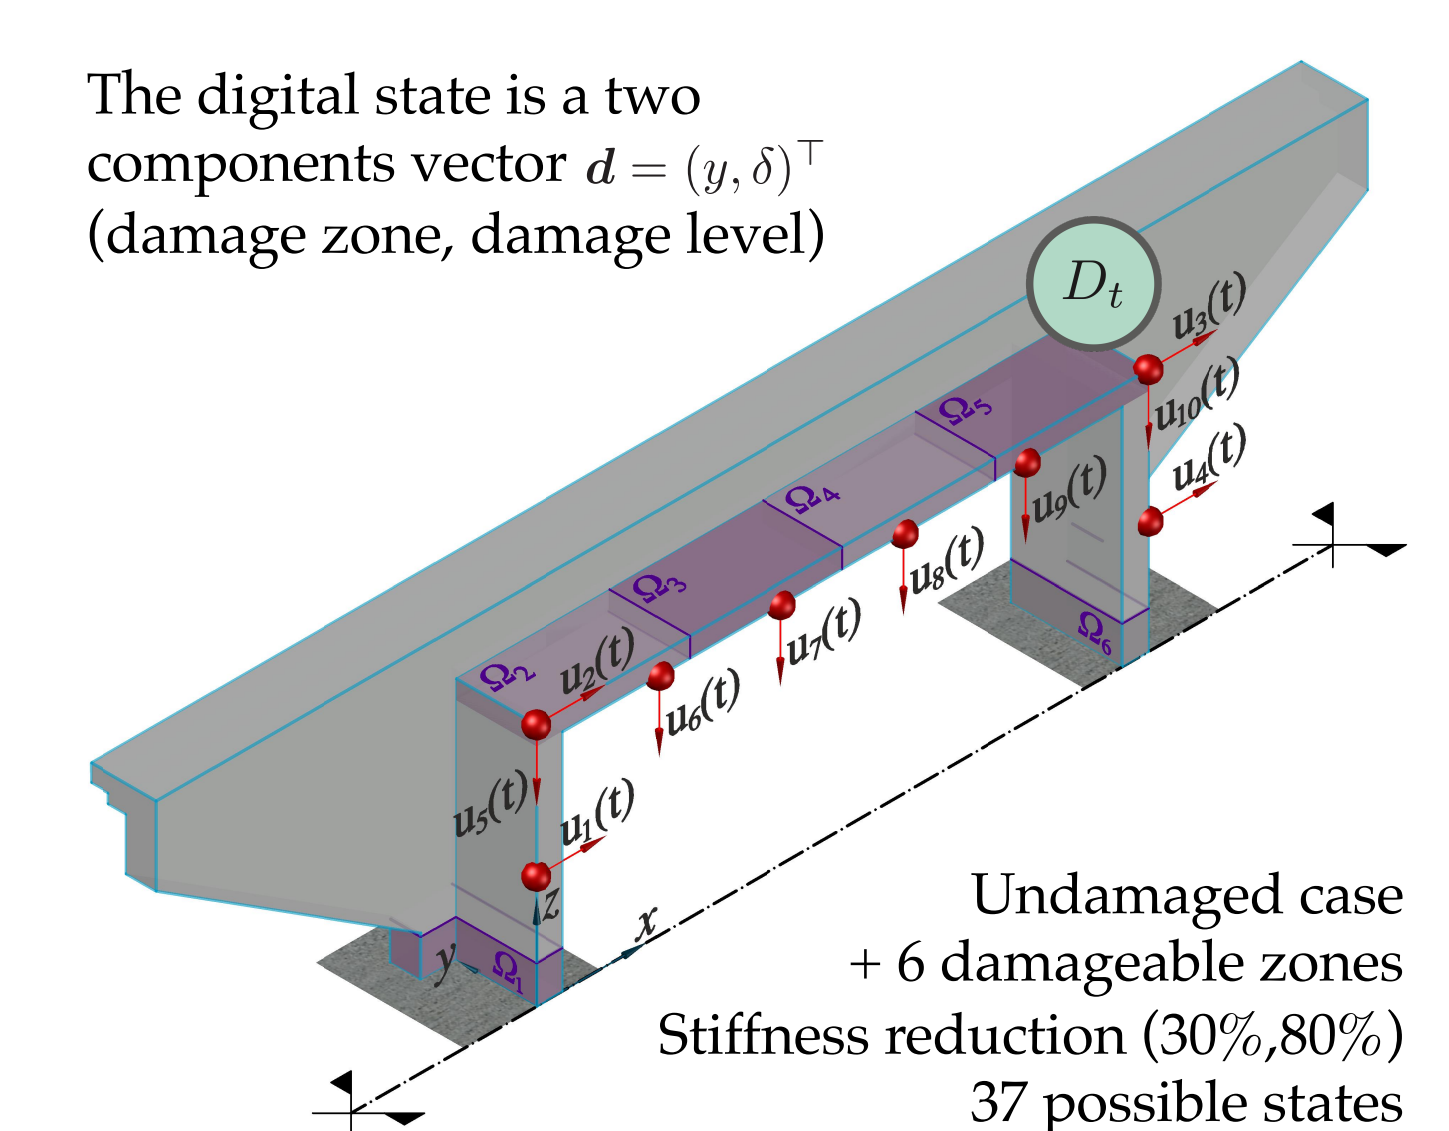 The digital state is a two
components vector d = (y, δ)⊤
(damage zone, damage level)
Dt
u3(t)
u10(t)
u4(t)
Ω5
u9(t)
Ω4
u8(t)
Ω3
u7(t)
Ω6
Ω2
u2(t)
u6(t)
u5(t)
u1(t)
z
x
y
Ω1
Undamaged case
+ 6 damageable zones
Stiffness reduction (30%,80%)
37 possible states